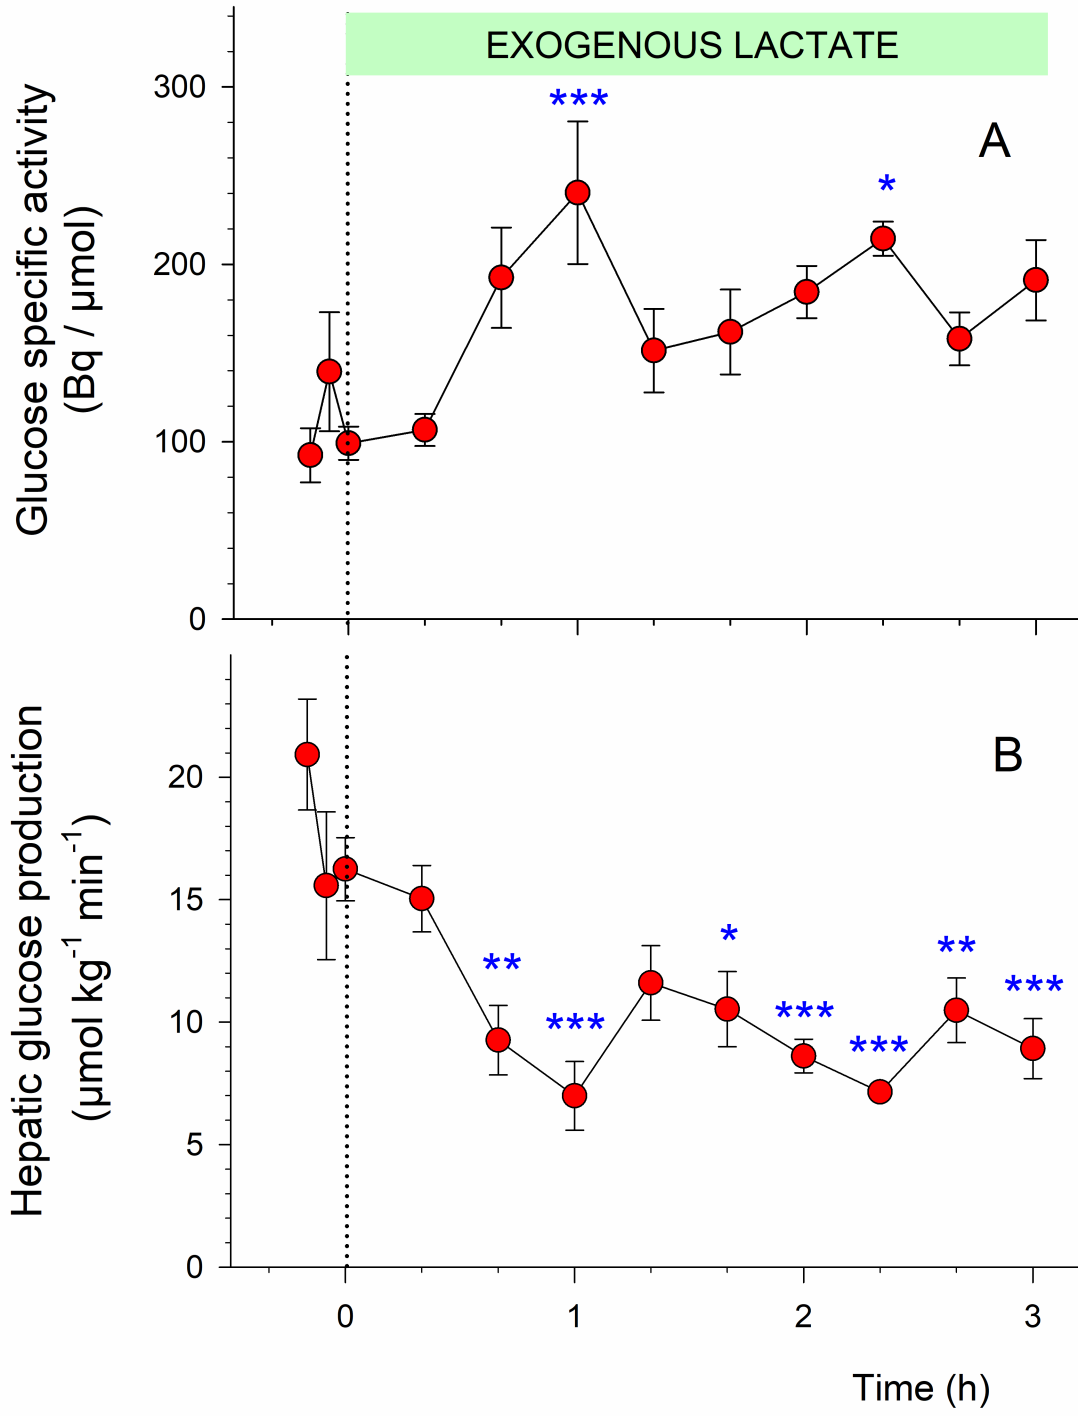 EXOGENOUS LACTATE
A
Glucose specific activity
(Bq / µmol)
300
200
100
0
***
*
B
Hepatic glucose production
(µmol kg⁻¹ min⁻¹)
20
15
10
5
0
**
***
*
***
***
**
***
0 1 2 3
Time (h)